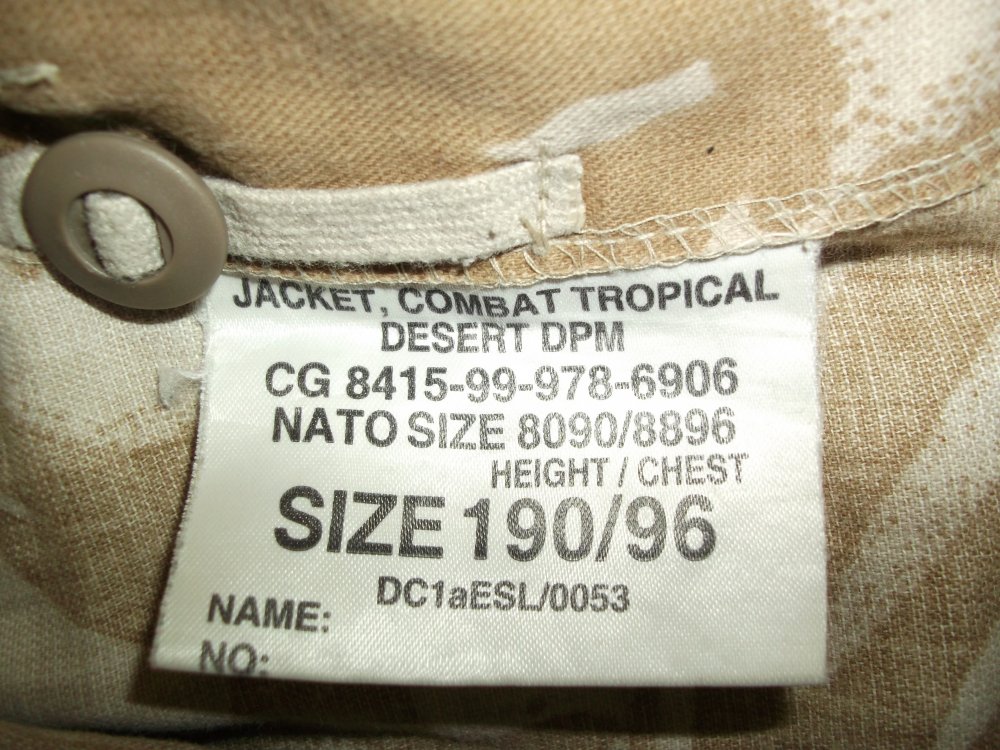 JACKET, COMBAT TROPICAL
DESERT DPM
CG 8415-99-978-6906
NATO SIZE 8090/8896
HEIGHT / CHEST
SIZE 190/96
DC1aESL/0053
NAME:
NO: